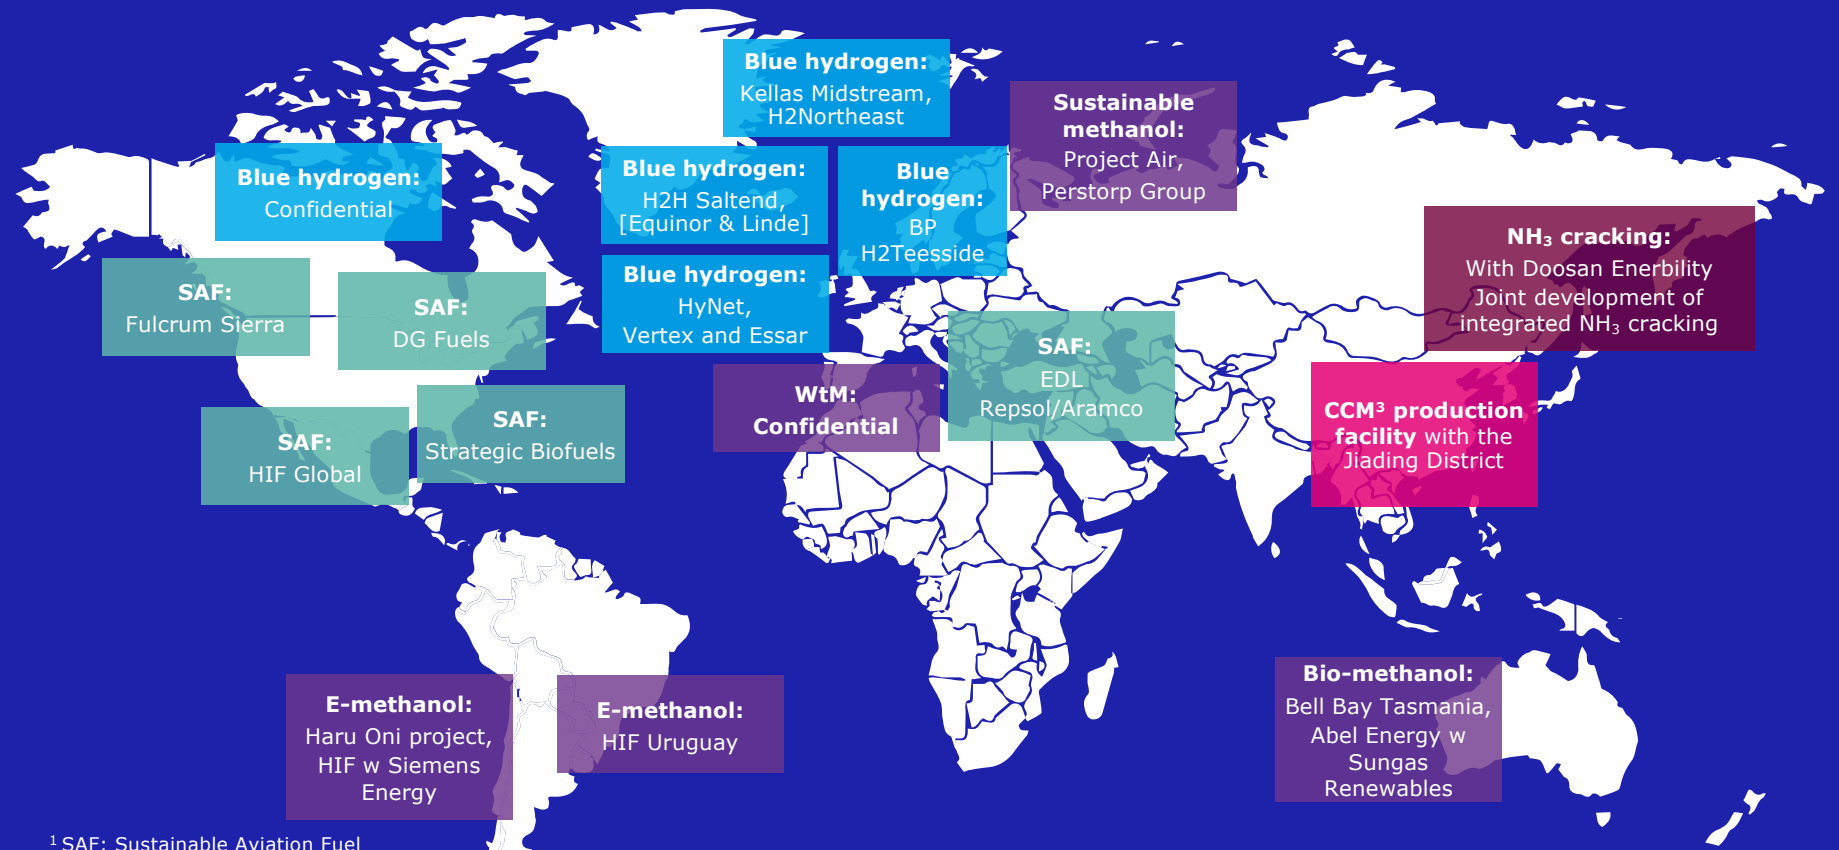 Blue hydrogen:
Kellas Midstream,
H2Northeast
Sustainable
methanol:
Project Air,
Perstorp Group
Blue hydrogen:
Confidential
Blue hydrogen:
H2H Saltend,
[Equinor & Linde]
Blue
hydrogen:
BP
H2Teesside
NH₃ cracking:
With Doosan Enerbility
Joint development of
integrated NH₃ cracking
SAF:
Fulcrum Sierra
SAF:
DG Fuels
Blue hydrogen:
HyNet,
Vertex and Essar
SAF:
EDL
Repsol/Aramco
WtM:
Confidential
CCM³ production
facility with the
Jiading District
SAF:
HIF Global
SAF:
Strategic Biofuels
E-methanol:
Haru Oni project,
HIF w Siemens
Energy
E-methanol:
HIF Uruguay
Bio-methanol:
Bell Bay Tasmania,
Abel Energy w
Sungas
Renewables
¹ SAF: Sustainable Aviation Fuel